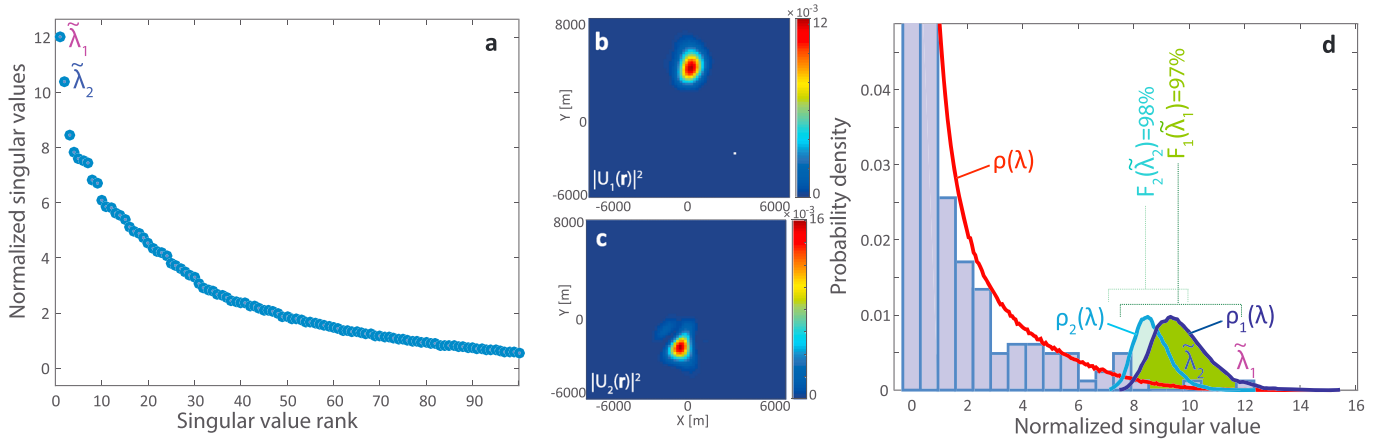 a
Normalized singular values
12
10
8
6
4
2
0
λ̃₁
λ̃₂
10 20 30 40 50 60 70 80 90
Singular value rank
b
8000
0
-6000
Y [m]
|U₁(r)|²
-6000 0 6000
× 10⁻³
12
0
c
8000
0
-6000
Y [m]
|U₂(r)|²
-6000 0 6000
X [m]
× 10⁻³
16
0
d
Probability density
0.04
0.03
0.02
0.01
0
ρ(λ)
F₂(λ̃₂)=98%
F₁(λ̃₁)=97%
ρ₂(λ)
ρ₁(λ)
λ̃₂
λ̃₁
0 2 4 6 8 10 12 14 16
Normalized singular value